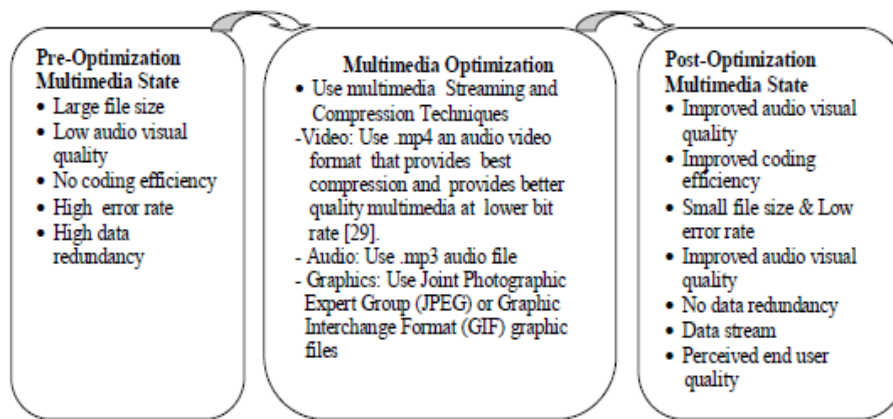 Pre-Optimization
Multimedia State
• Large file size
• Low audio visual
quality
• No coding efficiency
• High error rate
• High data
redundancy
Multimedia Optimization
• Use multimedia Streaming and
Compression Techniques
-Video: Use .mp4 an audio video
format that provides best
compression and provides better
quality multimedia at lower bit
rate [29].
- Audio: Use .mp3 audio file
- Graphics: Use Joint Photographic
Expert Group (JPEG) or Graphic
Interchange Format (GIF) graphic
files
Post-Optimization
Multimedia State
• Improved audio visual
quality
• Improved coding
efficiency
• Small file size & Low
error rate
• Improved audio visual
quality
• No data redundancy
• Data stream
• Perceived end user
quality